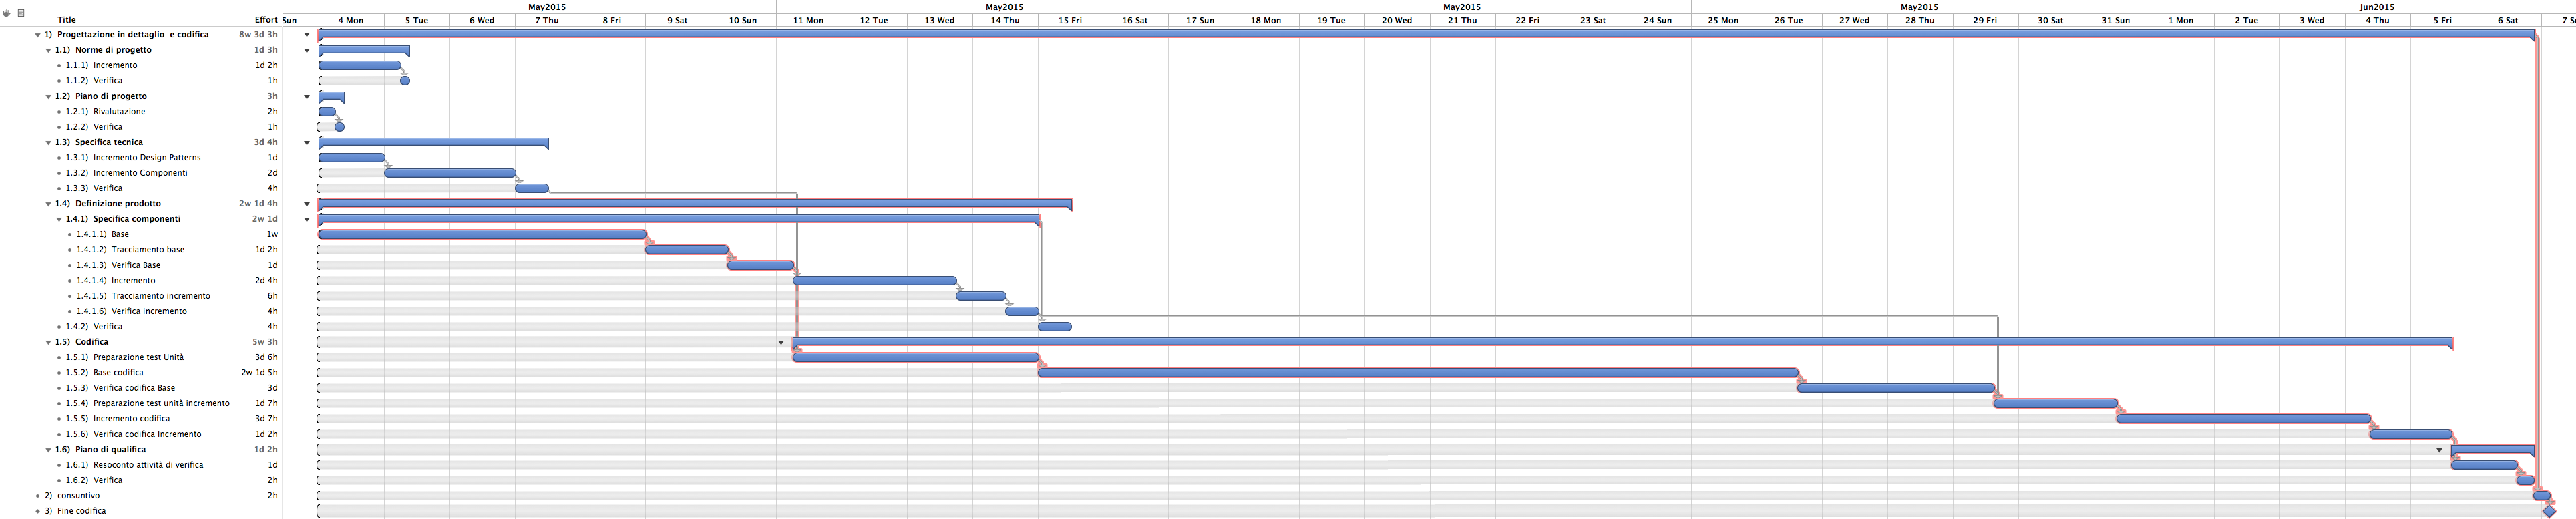 May2015 May2015 May2015 May2015 Jun2015
Title Effort Sun 4 Mon 5 Tue 6 Wed 7 Thu 8 Fri 9 Sat 10 Sun 11 Mon 12 Tue 13 Wed 14 Thu 15 Fri 16 Sat 17 Sun 18 Mon 19 Tue 20 Wed 21 Thu 22 Fri 23 Sat 24 Sun 25 Mon 26 Tue 27 Wed 28 Thu 29 Fri 30 Sat 31 Sun 1 Mon 2 Tue 3 Wed 4 Thu 5 Fri 6 Sat 7 S
1) Progettazione in dettaglio e codifica 8w 3d 3h
1.1) Norme di progetto 1d 3h
1.1.1) Incremento 1d 2h
1.1.2) Verifica 1h
1.2) Piano di progetto 3h
1.2.1) Rivalutazione 2h
1.2.2) Verifica 1h
1.3) Specifica tecnica 3d 4h
1.3.1) Incremento Design Patterns 1d
1.3.2) Incremento Componenti 2d
1.3.3) Verifica 4h
1.4) Definizione prodotto 2w 1d 4h
1.4.1) Specifica componenti 2w 1d
1.4.1.1) Base 1w
1.4.1.2) Tracciamento base 1d 2h
1.4.1.3) Verifica Base 1d
1.4.1.4) Incremento 2d 4h
1.4.1.5) Tracciamento incremento 6h
1.4.1.6) Verifica incremento 4h
1.4.2) Verifica 4h
1.5) Codifica 5w 3h
1.5.1) Preparazione test Unità 3d 6h
1.5.2) Base codifica 2w 1d 5h
1.5.3) Verifica codifica Base 3d
1.5.4) Preparazione test unità incremento 1d 7h
1.5.5) Incremento codifica 3d 7h
1.5.6) Verifica codifica Incremento 1d 2h
1.6) Piano di qualifica 1d 2h
1.6.1) Resoconto attività di verifica 1d
1.6.2) Verifica 2h
2) consuntivo 2h
3) Fine codifica